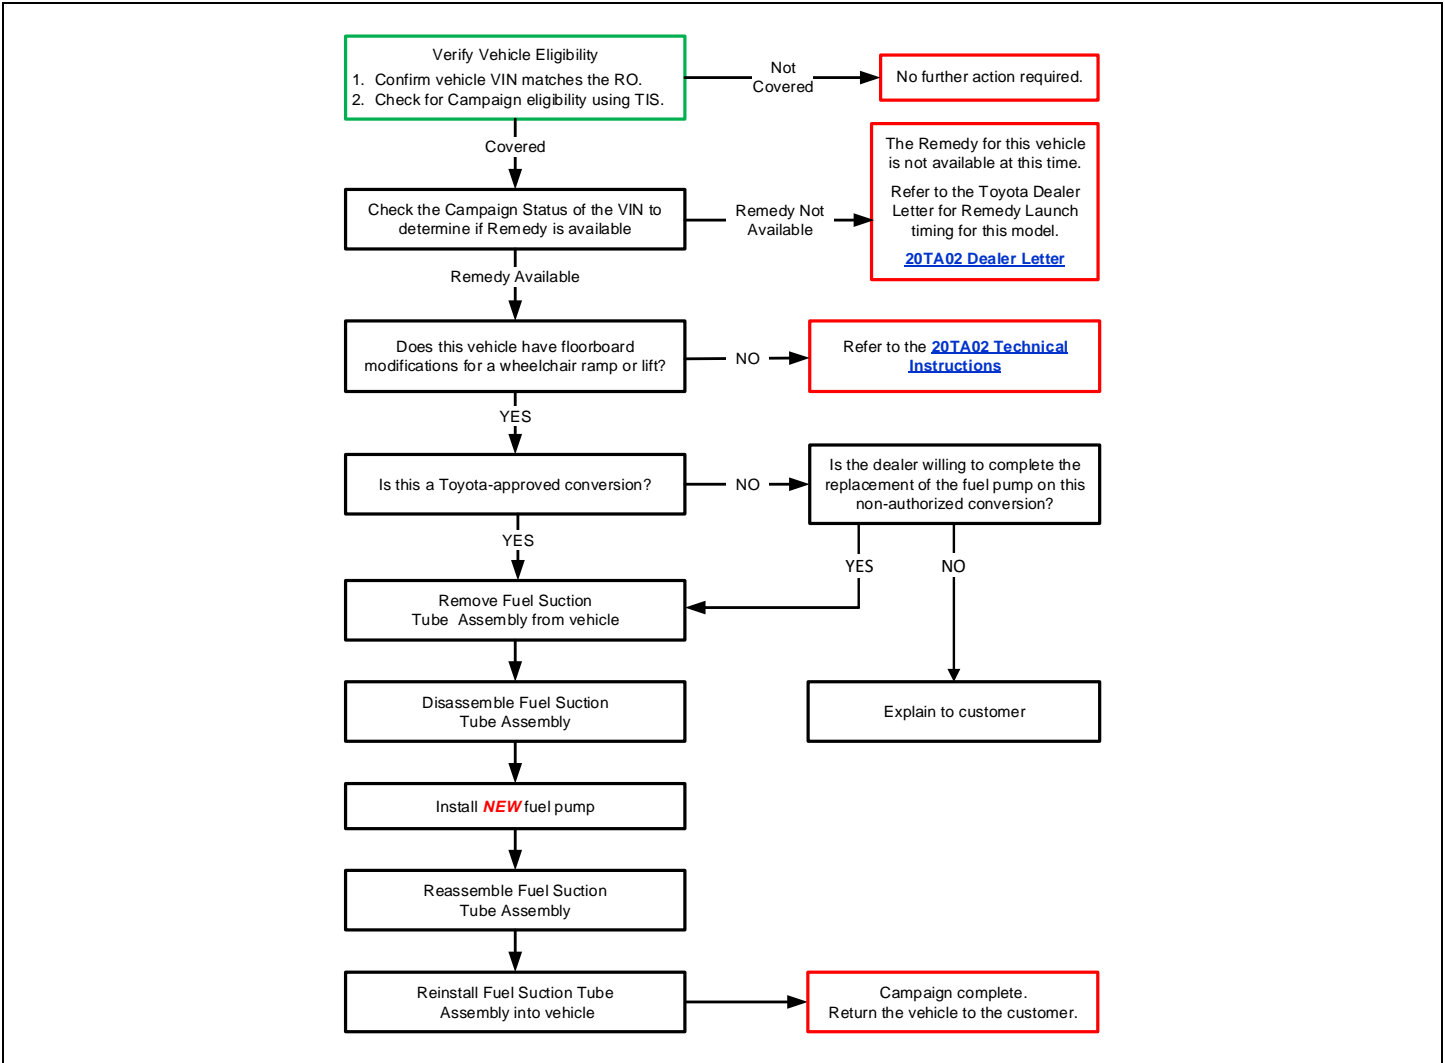 Verify Vehicle Eligibility
1. Confirm vehicle VIN matches the RO.
2. Check for Campaign eligibility using TIS.
Not
Covered
No further action required.
Covered
Check the Campaign Status of the VIN to
determine if Remedy is available
Remedy Not
Available
The Remedy for this vehicle
is not available at this time.
Refer to the Toyota Dealer
Letter for Remedy Launch
timing for this model.
20TA02 Dealer Letter
Remedy Available
Does this vehicle have floorboard
modifications for a wheelchair ramp or lift?
NO
Refer to the 20TA02 Technical
Instructions
YES
Is this a Toyota-approved conversion?
NO
Is the dealer willing to complete the
replacement of the fuel pump on this
non-authorized conversion?
YES
YES
NO
Remove Fuel Suction
Tube Assembly from vehicle
Disassemble Fuel Suction
Tube Assembly
Explain to customer
Install NEW fuel pump
Reassemble Fuel Suction
Tube Assembly
Reinstall Fuel Suction Tube
Assembly into vehicle
Campaign complete.
Return the vehicle to the customer.